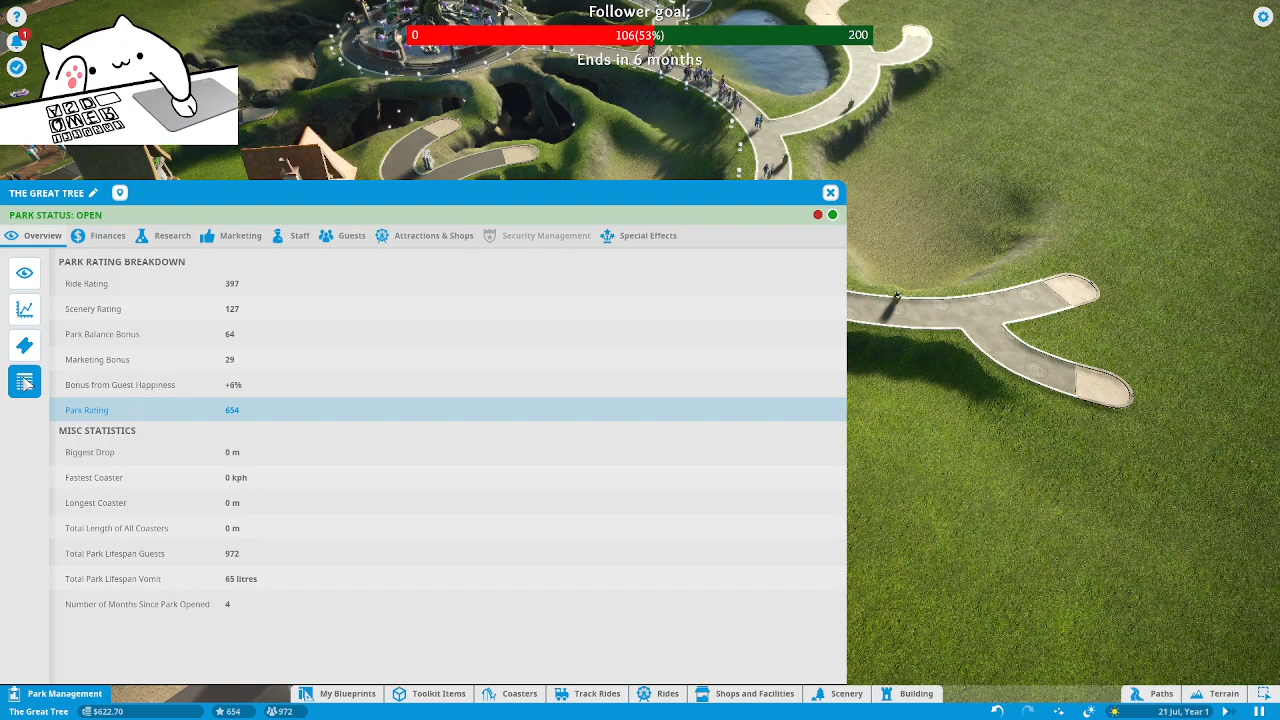 Follower goal:
0 106(53%) 200
Ends in 6 months
1
THE GREAT TREE
PARK STATUS: OPEN
Overview Finances Research Marketing Staff Guests Attractions & Shops Security Management Special Effects
PARK RATING BREAKDOWN
Ride Rating 397
Scenery Rating 127
Park Balance Bonus 64
Marketing Bonus 29
Bonus from Guest Happiness +6%
Park Rating 654
MISC STATISTICS
Biggest Drop 0 m
Fastest Coaster 0 kph
Longest Coaster 0 m
Total Length of All Coasters 0 m
Total Park Lifespan Guests 972
Total Park Lifespan Vomit 65 litres
Number of Months Since Park Opened 4
Park Management My Blueprints Toolkit Items Coasters Track Rides Rides Shops and Facilities Scenery Building Paths Terrain
The Great Tree $622.70 654 972 21 Jul, Year 1